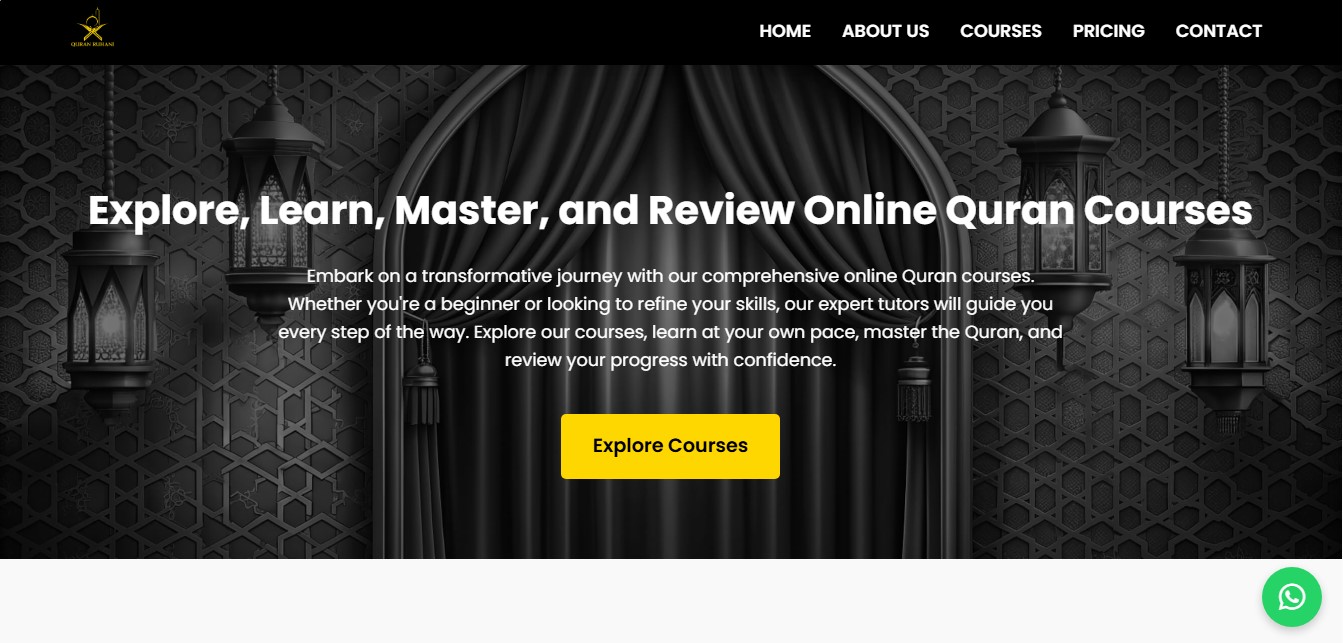 QURAN RUHANI
HOME ABOUT US COURSES PRICING CONTACT
Explore, Learn, Master, and Review Online Quran Courses
Embark on a transformative journey with our comprehensive online Quran courses.
Whether you're a beginner or looking to refine your skills, our expert tutors will guide you
every step of the way. Explore our courses, learn at your own pace, master the Quran, and
review your progress with confidence.
Explore Courses